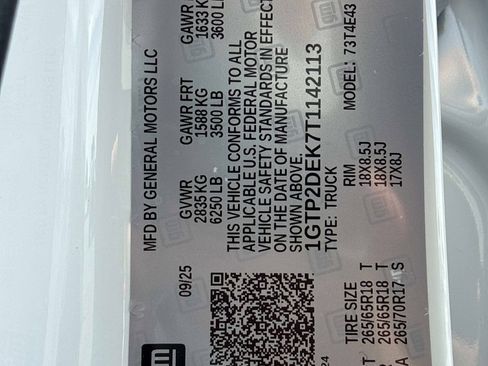 MFD BY GENERAL MOTORS LLC
09/25
GVWR GAWR FRT GAWR
2835 KG 1588 KG 1633 K
6250 LB 3500 LB 3600 L
THIS VEHICLE CONFORMS TO ALL
APPLICABLE U.S. FEDERAL MOTOR
VEHICLE SAFETY STANDARDS IN EFFECT
ON THE DATE OF MANUFACTURE
SHOWN ABOVE.
1GTP2DEK7T1142113
TYPE: TRUCK 73T4E43
TIRE SIZE RIM
T 265/65R18 T 18X8.5J
265/65R18 T 18X8.5J
A 265/70R17 S 17X8J
gm
24